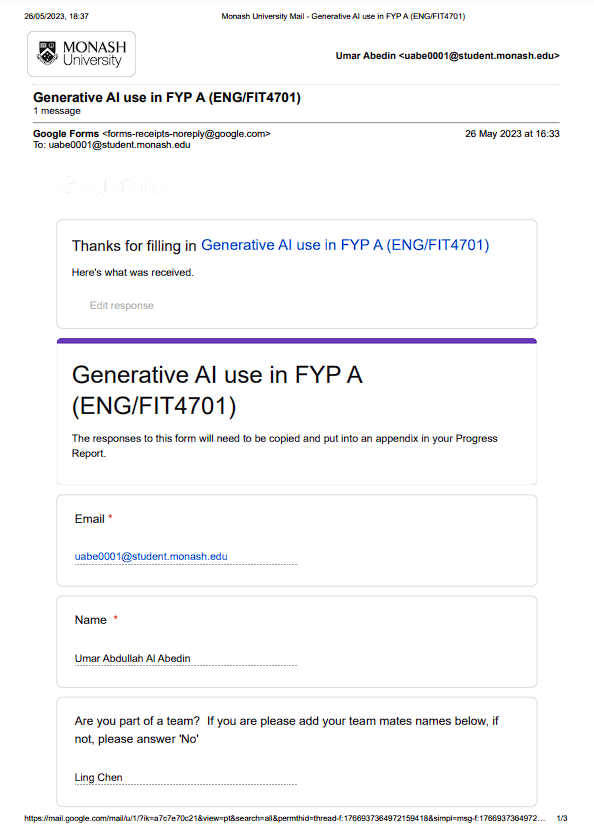 26/05/2023, 18:37 Monash University Mail - Generative AI use in FYP A (ENG/FIT4701)
MONASH
University
Umar Abedin <uabe0001@student.monash.edu>
Generative AI use in FYP A (ENG/FIT4701)
1 message
Google Forms <forms-receipts-noreply@google.com> 26 May 2023 at 16:33
To: uabe0001@student.monash.edu
Thanks for filling in Generative AI use in FYP A (ENG/FIT4701)
Here's what was received.
Edit response
Generative AI use in FYP A
(ENG/FIT4701)
The responses to this form will need to be copied and put into an appendix in your Progress
Report.
Email *
uabe0001@student.monash.edu
Name *
Umar Abdullah Al Abedin
Are you part of a team? If you are please add your team mates names below, if
not, please answer 'No'
Ling Chen
https://mail.google.com/mail/u/1/?ik=a7c7e70c21&view=pt&search=all&permthid=thread-f:1766937364972159418&simpl=msg-f:1766937364972... 1/3